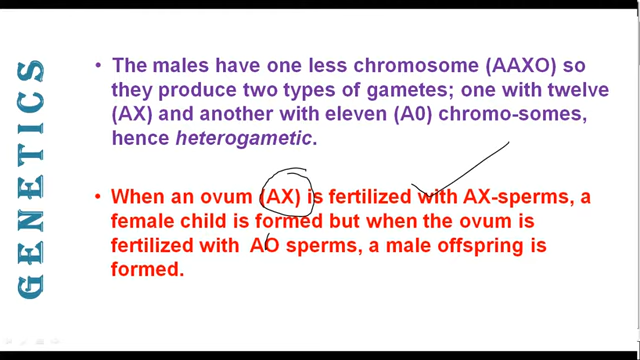 GENETICS
• The males have one less chromosome (AAXO) so
they produce two types of gametes; one with twelve
(AX) and another with eleven (A0) chromo-somes,
hence heterogametic.
• When an ovum (AX) is fertilized with AX-sperms, a
female child is formed but when the ovum is
fertilized with AO sperms, a male offspring is
formed.